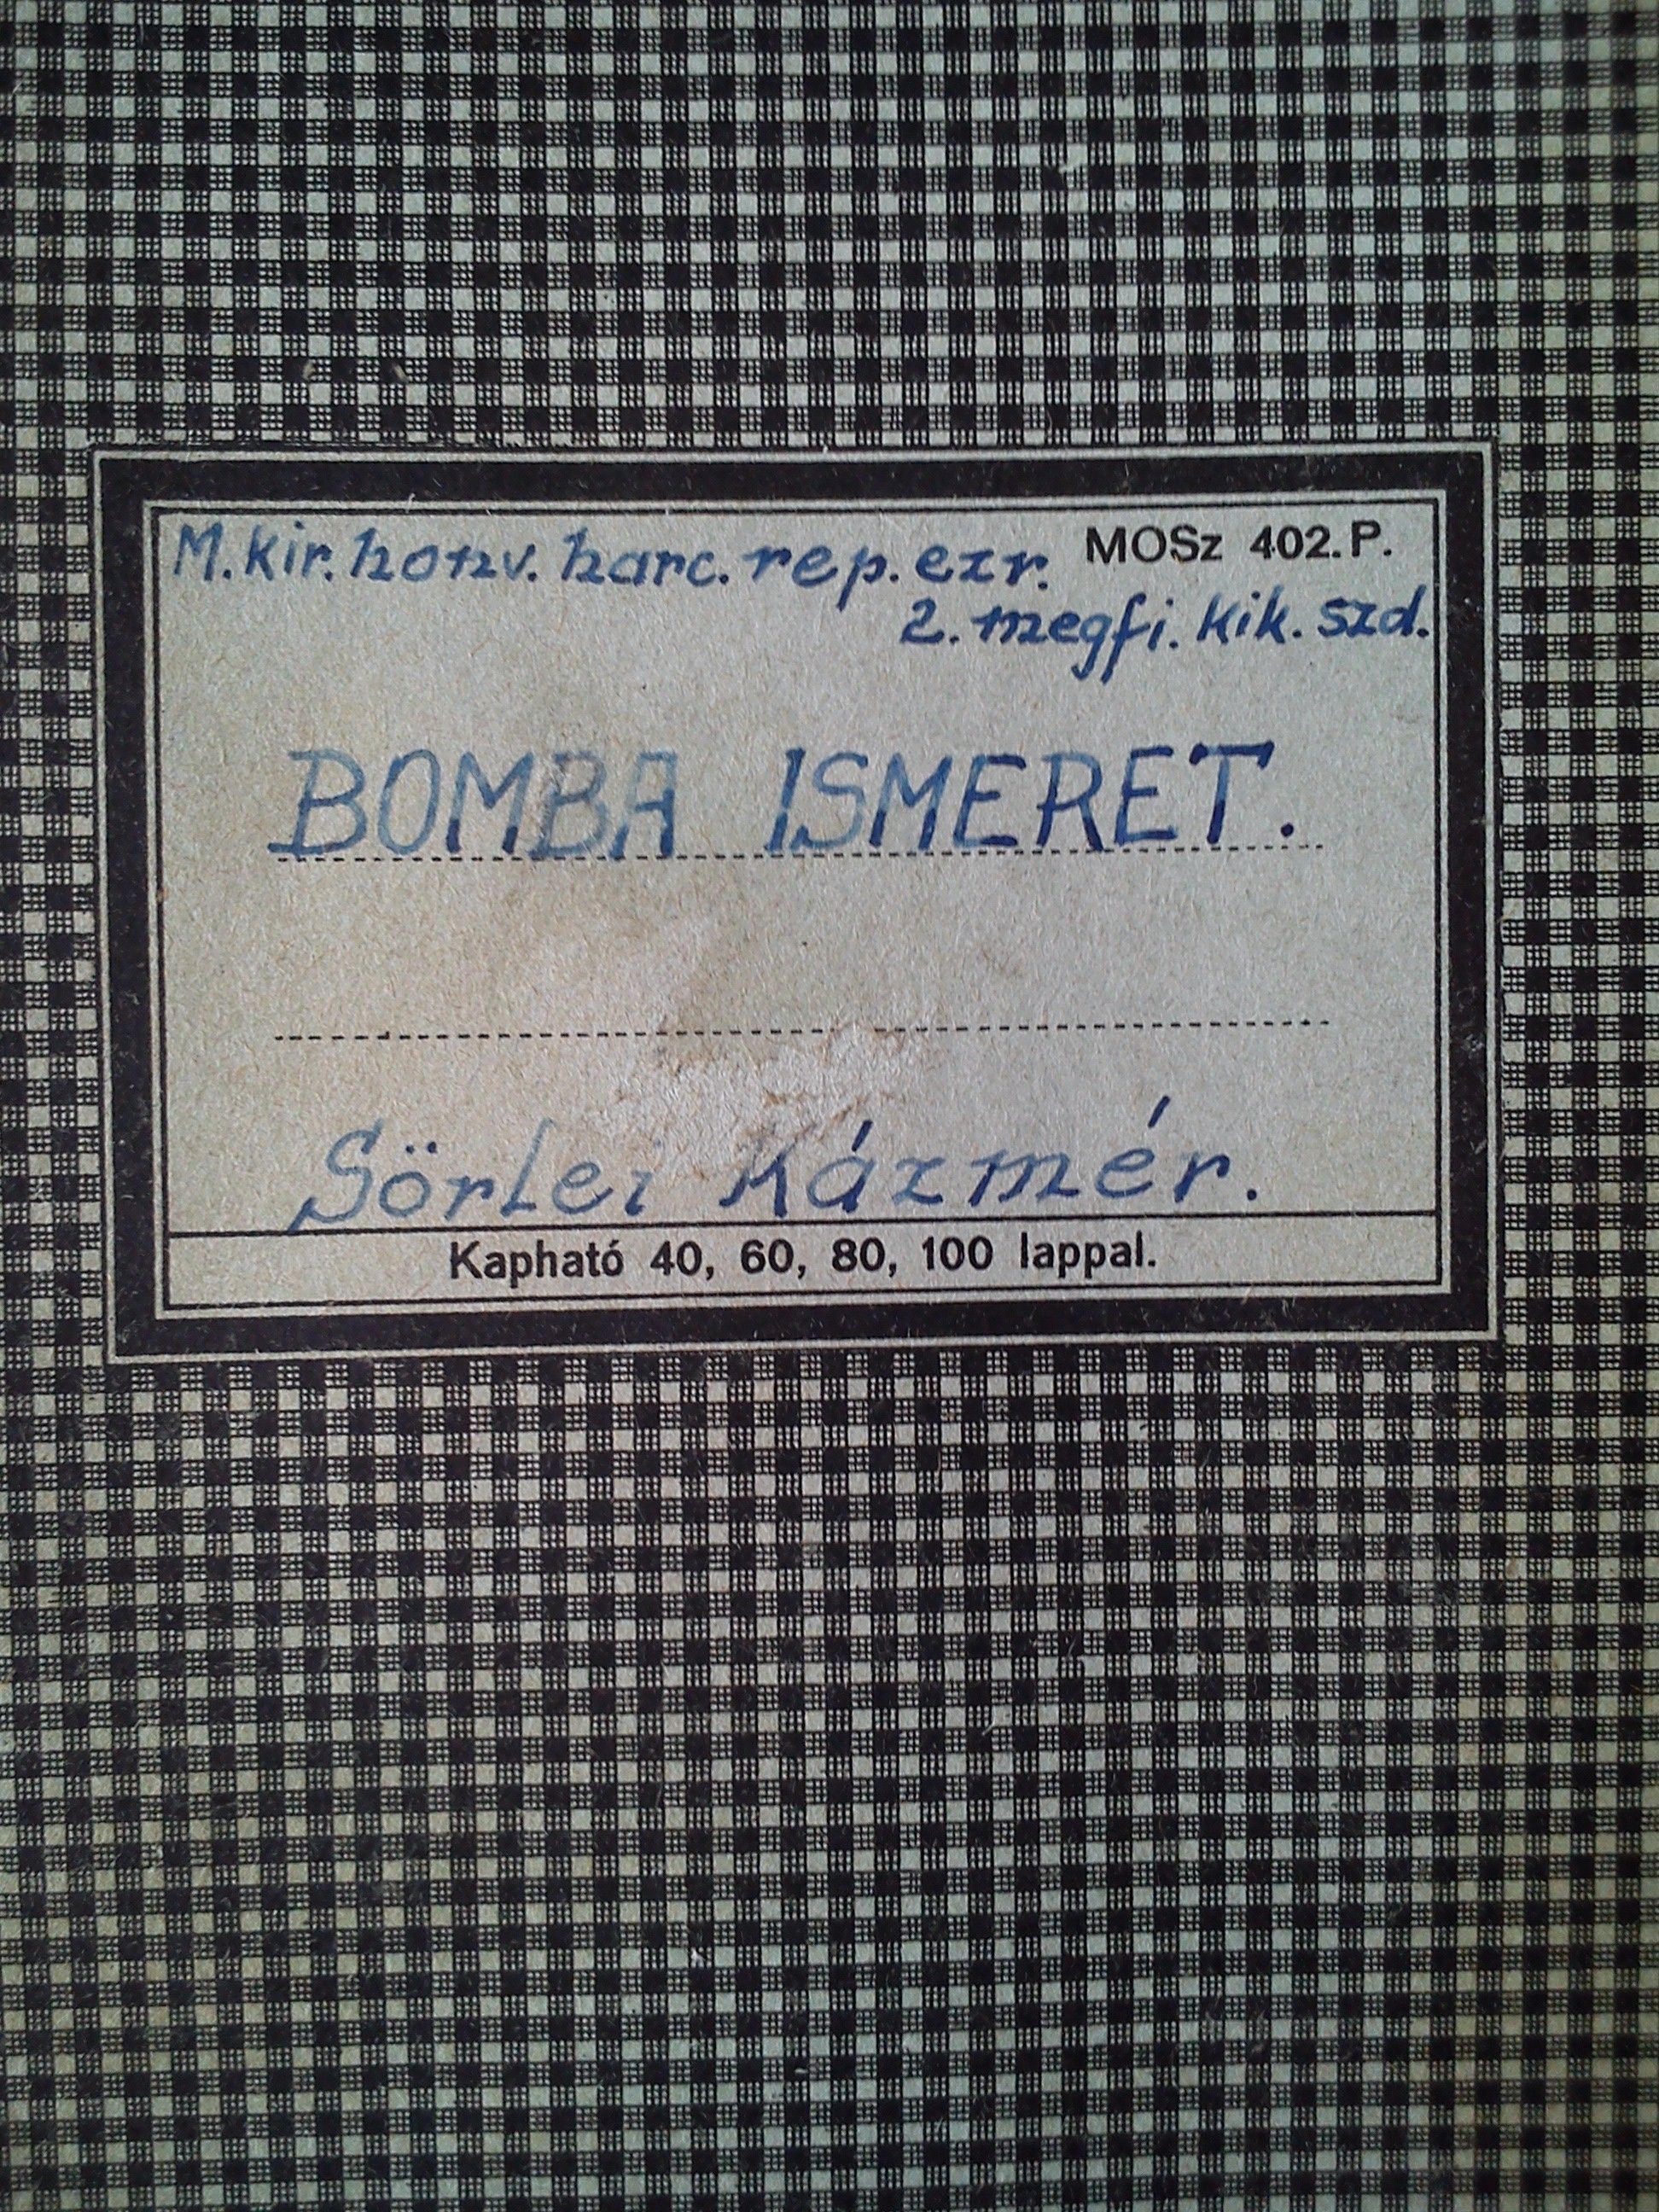 M.kir.honv.harc.rep.ezr. MOSz 402.P.
2. megfi. kik. szd.
BOMBA ISMERET.
Sörlei Kázmér.
Kapható 40, 60, 80, 100 lappal.